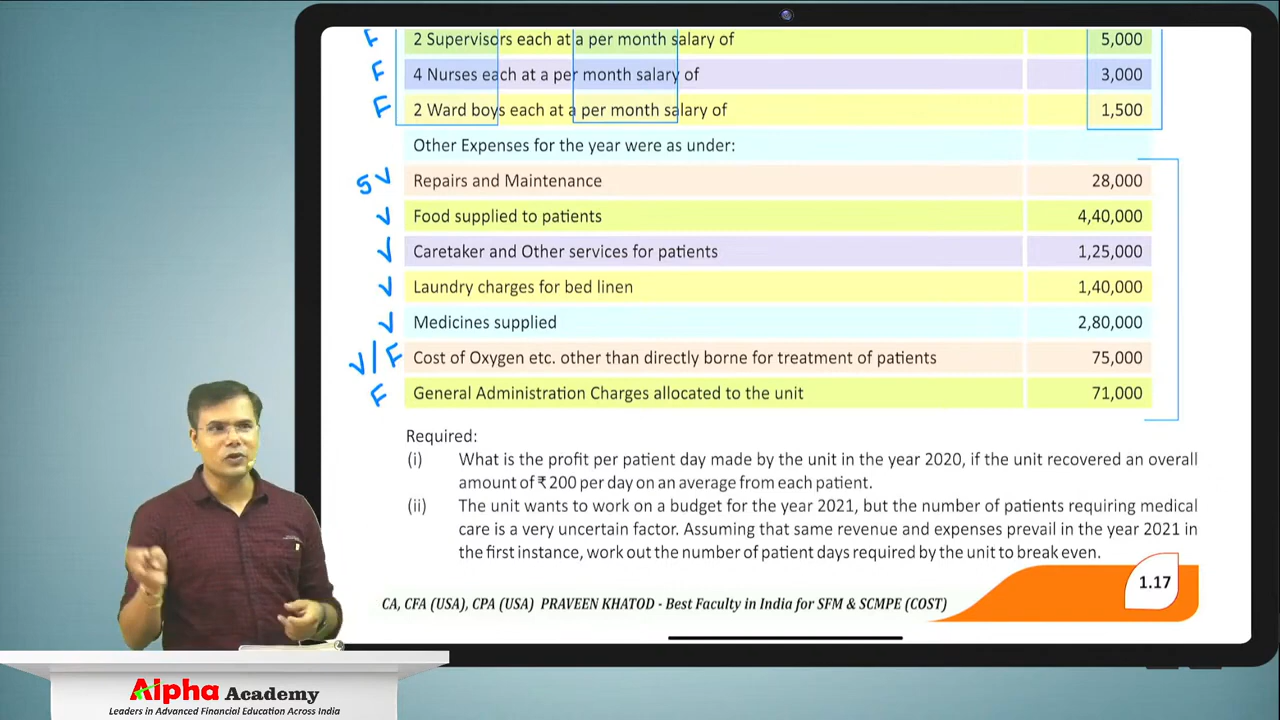 F 2 Supervisors each at a per month salary of 5,000
F 4 Nurses each at a per month salary of 3,000
F 2 Ward boys each at a per month salary of 1,500
Other Expenses for the year were as under:
SV Repairs and Maintenance 28,000
V Food supplied to patients 4,40,000
V Caretaker and Other services for patients 1,25,000
V Laundry charges for bed linen 1,40,000
V Medicines supplied 2,80,000
V/F Cost of Oxygen etc. other than directly borne for treatment of patients 75,000
F General Administration Charges allocated to the unit 71,000
Required:
(i) What is the profit per patient day made by the unit in the year 2020, if the unit recovered an overall
amount of ₹200 per day on an average from each patient.
(ii) The unit wants to work on a budget for the year 2021, but the number of patients requiring medical
care is a very uncertain factor. Assuming that same revenue and expenses prevail in the year 2021 in
the first instance, work out the number of patient days required by the unit to break even.
1.17
CA, CFA (USA), CPA (USA) PRAVEEN KHATOD - Best Faculty in India for SFM & SCMPE (COST)
Alpha Academy
Leaders in Advanced Financial Education Across India